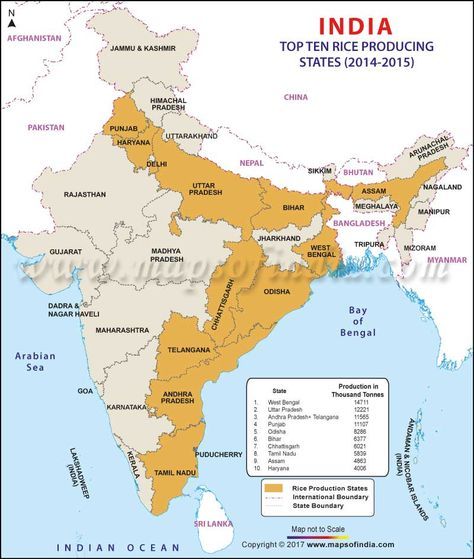 INDIA
TOP TEN RICE PRODUCING
STATES (2014-2015)
N
AFGHANISTAN
JAMMU & KASHMIR
CHINA
HIMACHAL
PRADESH
PAKISTAN
PUNJAB
UTTARAKHAND
HARYANA
DELHI
NEPAL
SIKKIM
BHUTAN
ARUNACHAL
PRADESH
RAJASTHAN
UTTAR
PRADESH
ASSAM
NAGALAND
BIHAR
MEGHALAYA
MANIPUR
BANGLADESH
GUJARAT
MADHYA
PRADESH
JHARKHAND
WEST
BENGAL
TRIPURA
MIZORAM
MYANMAR
www.mapsofindia.com
CHHATTISGARH
ODISHA
DADRA &
NAGAR HAVELI
MAHARASHTRA
Bay
of
Bengal
TELANGANA
Arabian
Sea
GOA
ANDHRA
PRADESH
KARNATAKA
State
Production in
Thousand Tonnes
1. West Bengal 14711
2. Uttar Pradesh 12221
3. Andhra Pradesh+ Telangana 11565
4. Punjab 11107
5. Odisha 8286
6. Bihar 6377
7. Chhattisgarh 6021
8. Tamil Nadu 5839
9. Assam 4863
10. Haryana 4006
ANDAMAN & NICOBAR ISLANDS
(INDIA)
PUDUCHERRY
LAKSHADWEEP
(INDIA)
KERALA
TAMIL NADU
Rice Production States
International Boundary
State Boundary
SRI LANKA
Map not to Scale
INDIAN OCEAN
Copyright © 2017 www.mapsofindia.com